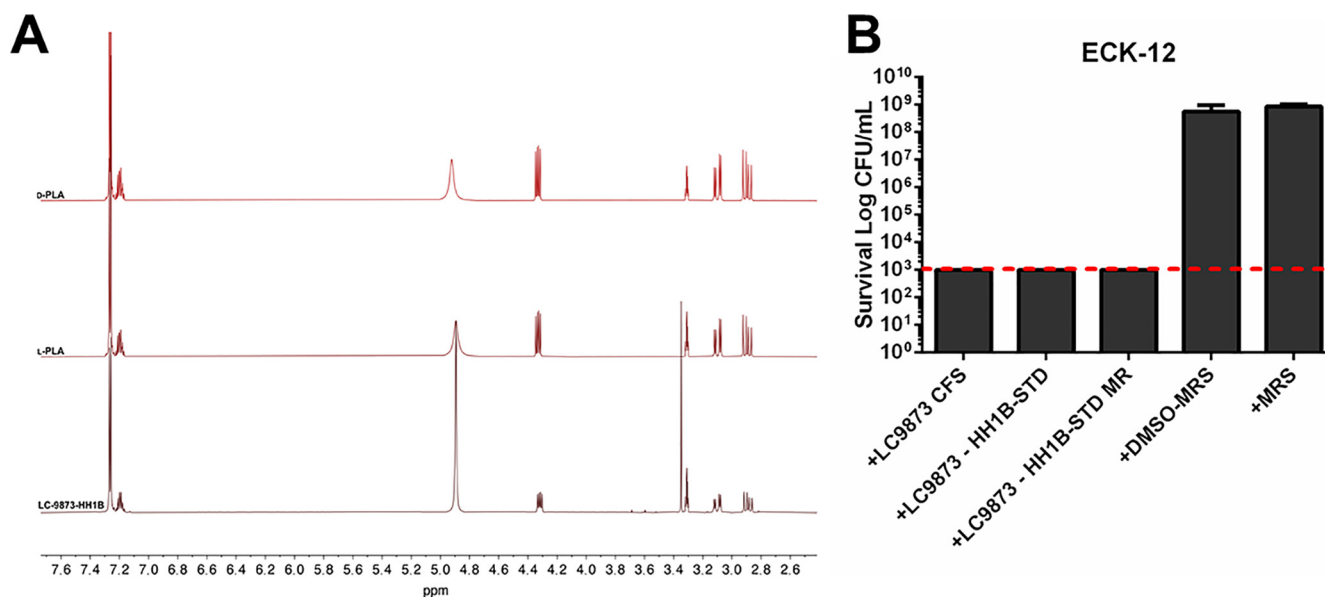 A
D-PLA
L-PLA
LC-9873-HH1B
7.6 7.2 7.0 6.8 6.6 6.4 6.2 6.0 5.8 5.6 5.4 5.2 5.0 4.8 4.6 4.4 4.2 4.0 3.8 3.6 3.4 3.2 3.0 2.8 2.6
ppm
B
ECK-12
Survival Log CFU/mL
10¹⁰
10⁹
10⁸
10⁷
10⁶
10⁵
10⁴
10³
10²
10¹
10⁰
+LC9873 CFS
+LC9873 - HH1B-STD
+LC9873 - HH1B-STD MR
+DMSO-MRS
+MRS